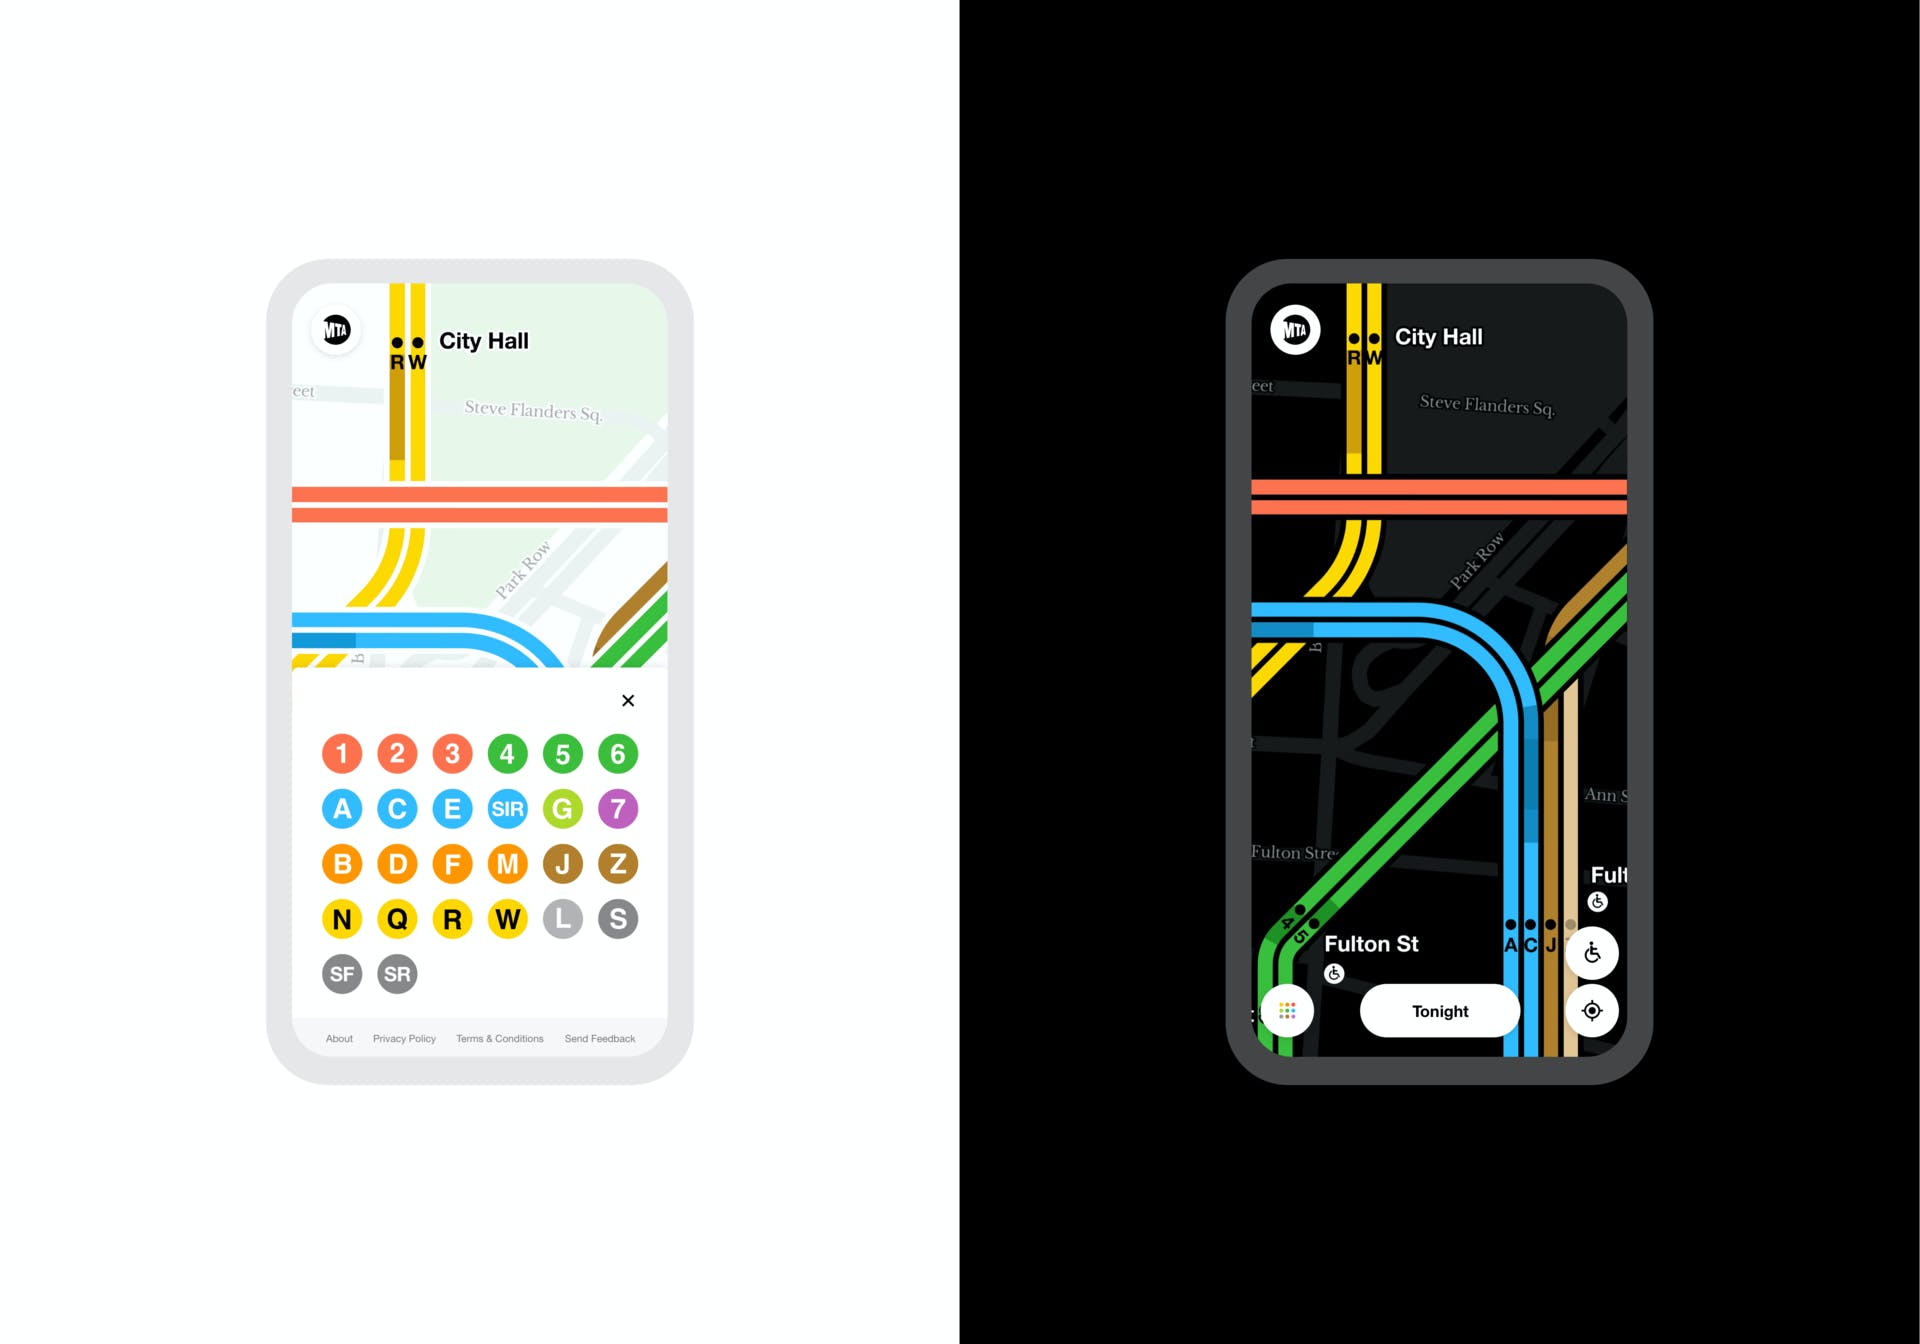 MTA
City Hall
R W
eet
Steve Flanders Sq.
Park Row
B
×
1 2 3 4 5 6
A C E SIR G 7
B D F M J Z
N Q R W L S
SF SR
About Privacy Policy Terms & Conditions Send Feedback
MTA
City Hall
R W
eet
Steve Flanders Sq.
Park Row
B
t
Ann S
Fulton Stre
Fult
4 5
Fulton St
A C J
Tonight